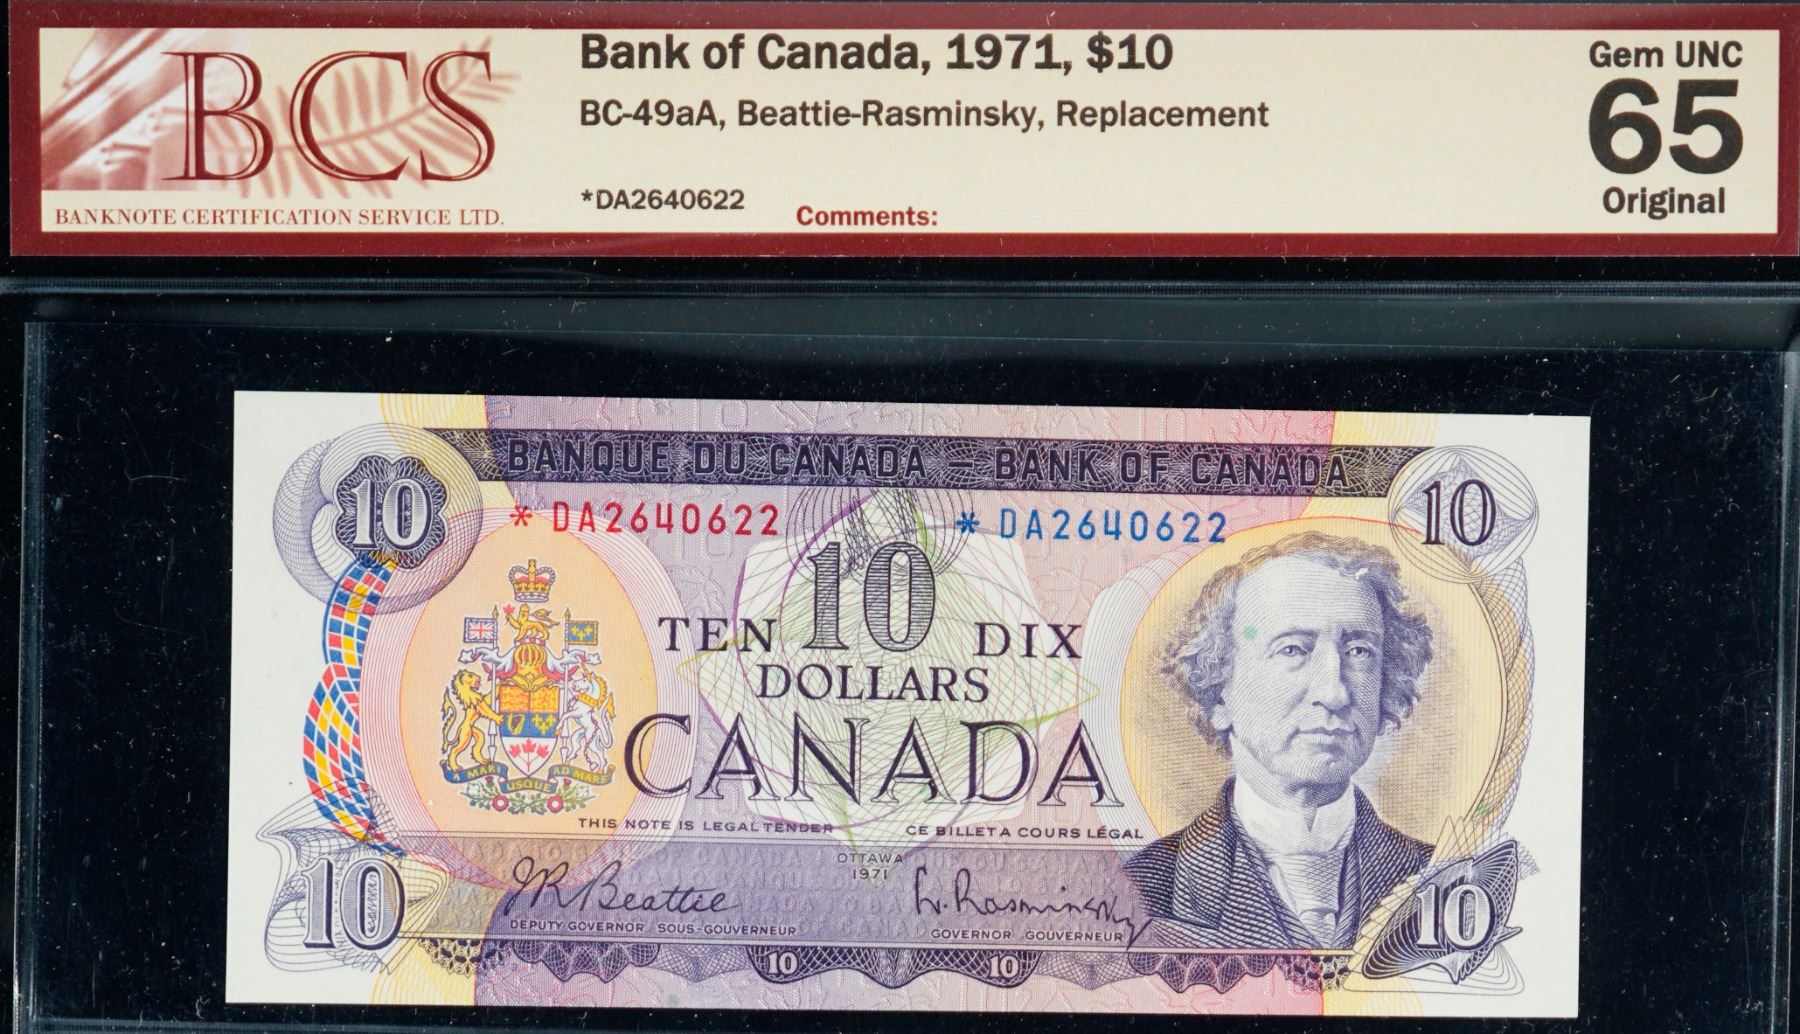 BCS
BANKNOTE CERTIFICATION SERVICE LTD.
Bank of Canada, 1971, $10
BC-49aA, Beattie-Rasminsky, Replacement
*DA2640622
Comments:
Gem UNC
65
Original
BANQUE DU CANADA – BANK OF CANADA
10
10
* DA2640622
* DA2640622
10
TEN DIX
DOLLARS
CANADA
A MARI USQUE AD MARE
THIS NOTE IS LEGAL TENDER
CE BILLET A COURS LÉGAL
OTTAWA
1971
J.R. Beattie
L. Rasminsky
DEPUTY GOVERNOR SOUS-GOUVERNEUR
GOVERNOR GOUVERNEUR
10
10
10
10